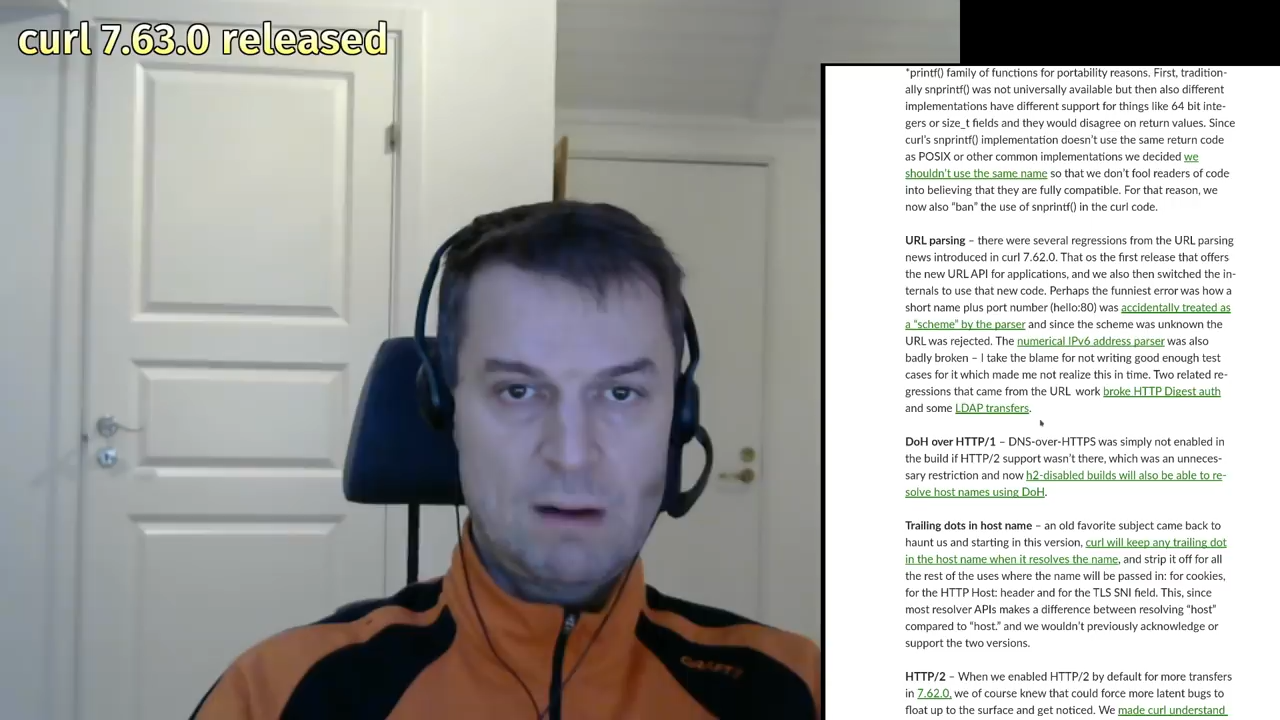 curl 7.63.0 released
*printf() family of functions for portability reasons. First, tradition-
ally snprintf() was not universally available but then also different
implementations have different support for things like 64 bit inte-
gers or size_t fields and they would disagree on return values. Since
curl's snprintf() implementation doesn't use the same return code
as POSIX or other common implementations we decided we
shouldn't use the same name so that we don't fool readers of code
into believing that they are fully compatible. For that reason, we
now also “ban” the use of snprintf() in the curl code.
URL parsing – there were several regressions from the URL parsing
news introduced in curl 7.62.0. That os the first release that offers
the new URL API for applications, and we also then switched the in-
ternals to use that new code. Perhaps the funniest error was how a
short name plus port number (hello:80) was accidentally treated as
a “scheme” by the parser and since the scheme was unknown the
URL was rejected. The numerical IPv6 address parser was also
badly broken – I take the blame for not writing good enough test
cases for it which made me not realize this in time. Two related re-
gressions that came from the URL work broke HTTP Digest auth
and some LDAP transfers.
DoH over HTTP/1 – DNS-over-HTTPS was simply not enabled in
the build if HTTP/2 support wasn't there, which was an unneces-
sary restriction and now h2-disabled builds will also be able to re-
solve host names using DoH.
Trailing dots in host name – an old favorite subject came back to
haunt us and starting in this version, curl will keep any trailing dot
in the host name when it resolves the name, and strip it off for all
the rest of the uses where the name will be passed in: for cookies,
for the HTTP Host: header and for the TLS SNI field. This, since
most resolver APIs makes a difference between resolving “host”
compared to “host.” and we wouldn't previously acknowledge or
support the two versions.
HTTP/2 – When we enabled HTTP/2 by default for more transfers
in 7.62.0, we of course knew that could force more latent bugs to
float up to the surface and get noticed. We made curl understand
CRAFT